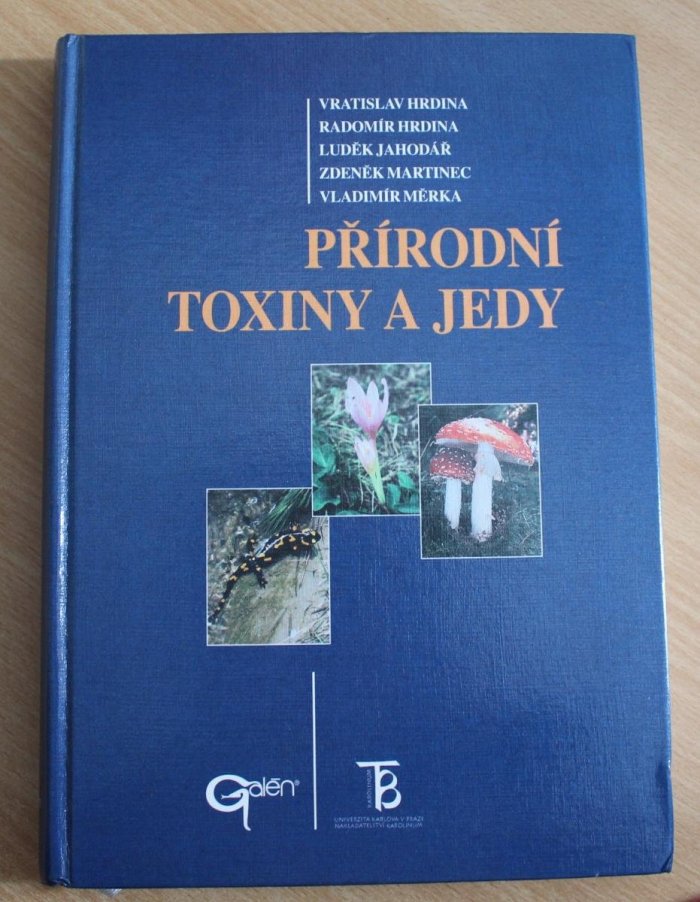 VRATISLAV HRDINA
RADOMÍR HRDINA
LUDĚK JAHODÁŘ
ZDENĚK MARTINEC
VLADIMÍR MĚRKA
PŘÍRODNÍ
TOXINY A JEDY
Galén®
KAROLINUM
UNIVERZITA KARLOVA V PRAZE
NAKLADATELSTVÍ KAROLINUM